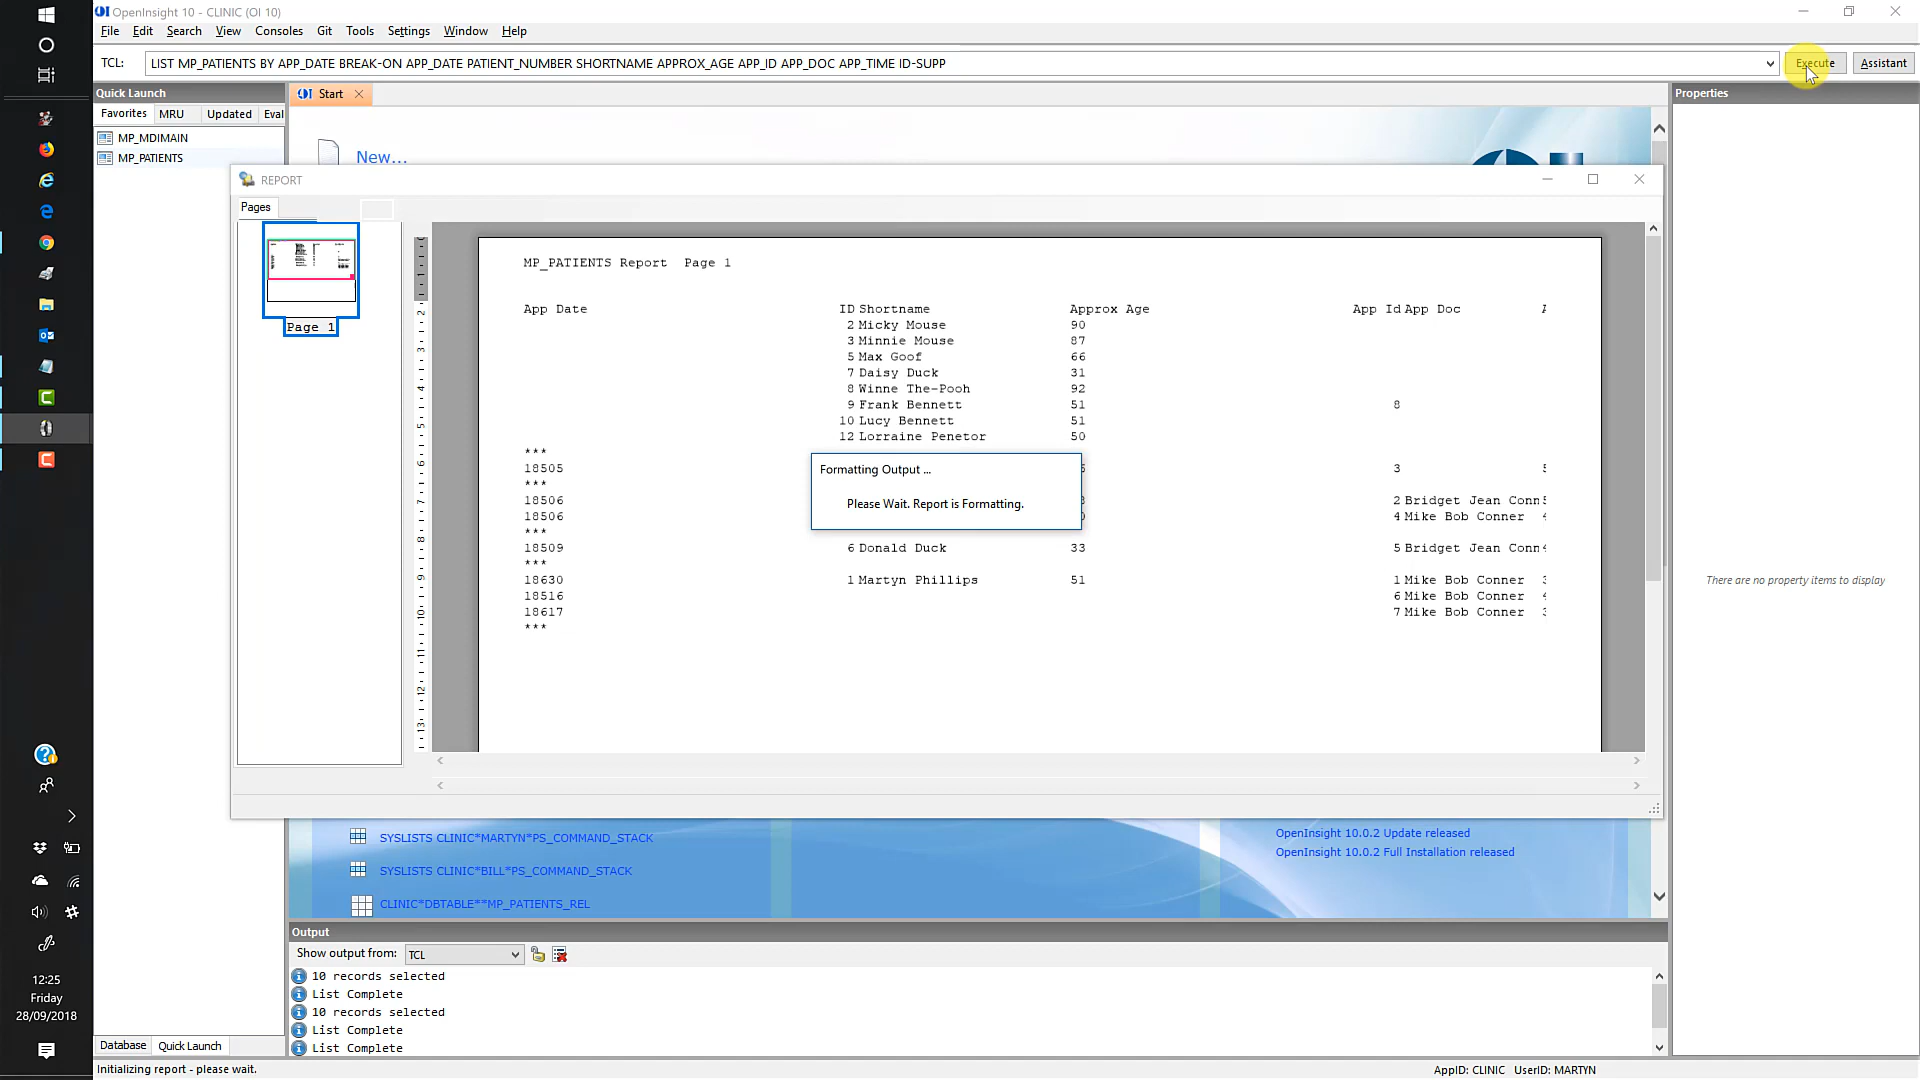 OpenInsight 10 - CLINIC (OI 10)
File Edit Search View Consoles Git Tools Settings Window Help
TCL: LIST MP_PATIENTS BY APP_DATE BREAK-ON APP_DATE PATIENT_NUMBER SHORTNAME APPROX_AGE APP_ID APP_DOC APP_TIME ID-SUPP Execute Assistant
Quick Launch
Start
Properties
Favorites MRU Updated Eval
MP_MDIMAIN
MP_PATIENTS
New...
REPORT
Pages
Page 1
MP_PATIENTS Report Page 1
App Date ID Shortname Approx Age App Id App Doc
2 Micky Mouse 90
3 Minnie Mouse 87
5 Max Goof 66
7 Daisy Duck 31
8 Winne The-Pooh 92
9 Frank Bennett 51 8
10 Lucy Bennett 51
12 Lorraine Penetor 50
***
18505 3 5
***
18506 2 Bridget Jean Conn 5
18506 4 Mike Bob Conner 4
***
18509 6 Donald Duck 33 5 Bridget Jean Conn 4
***
18630 1 Martyn Phillips 51 1 Mike Bob Conner 3
18516 6 Mike Bob Conner 4
18617 7 Mike Bob Conner 3
***
Formatting Output ...
Please Wait. Report is Formatting.
There are no property items to display
SYSLISTS CLINIC*MARTYN*PS_COMMAND_STACK
SYSLISTS CLINIC*BILL*PS_COMMAND_STACK
CLINIC*DBTABLE**MP_PATIENTS_REL
OpenInsight 10.0.2 Update released
OpenInsight 10.0.2 Full Installation released
Output
Show output from: TCL
10 records selected
List Complete
10 records selected
List Complete
List Complete
Database Quick Launch
Initializing report - please wait.
AppID: CLINIC UserID: MARTYN
12:25
Friday
28/09/2018